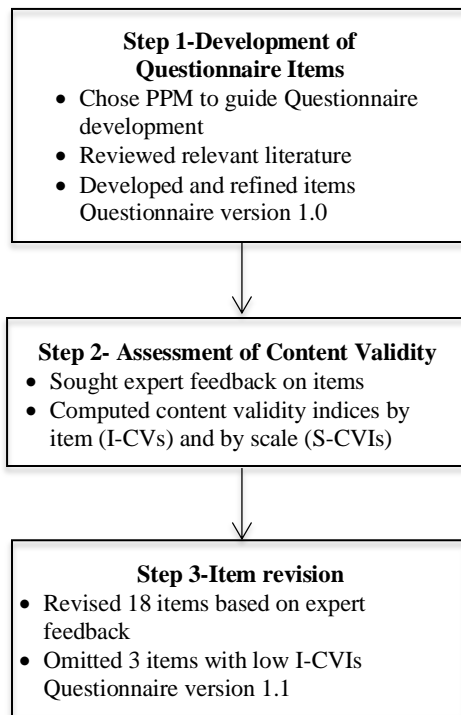 Step 1-Development of
Questionnaire Items
• Chose PPM to guide Questionnaire
development
• Reviewed relevant literature
• Developed and refined items
Questionnaire version 1.0
Step 2- Assessment of Content Validity
• Sought expert feedback on items
• Computed content validity indices by
item (I-CVs) and by scale (S-CVIs)
Step 3-Item revision
• Revised 18 items based on expert
feedback
• Omitted 3 items with low I-CVIs
Questionnaire version 1.1